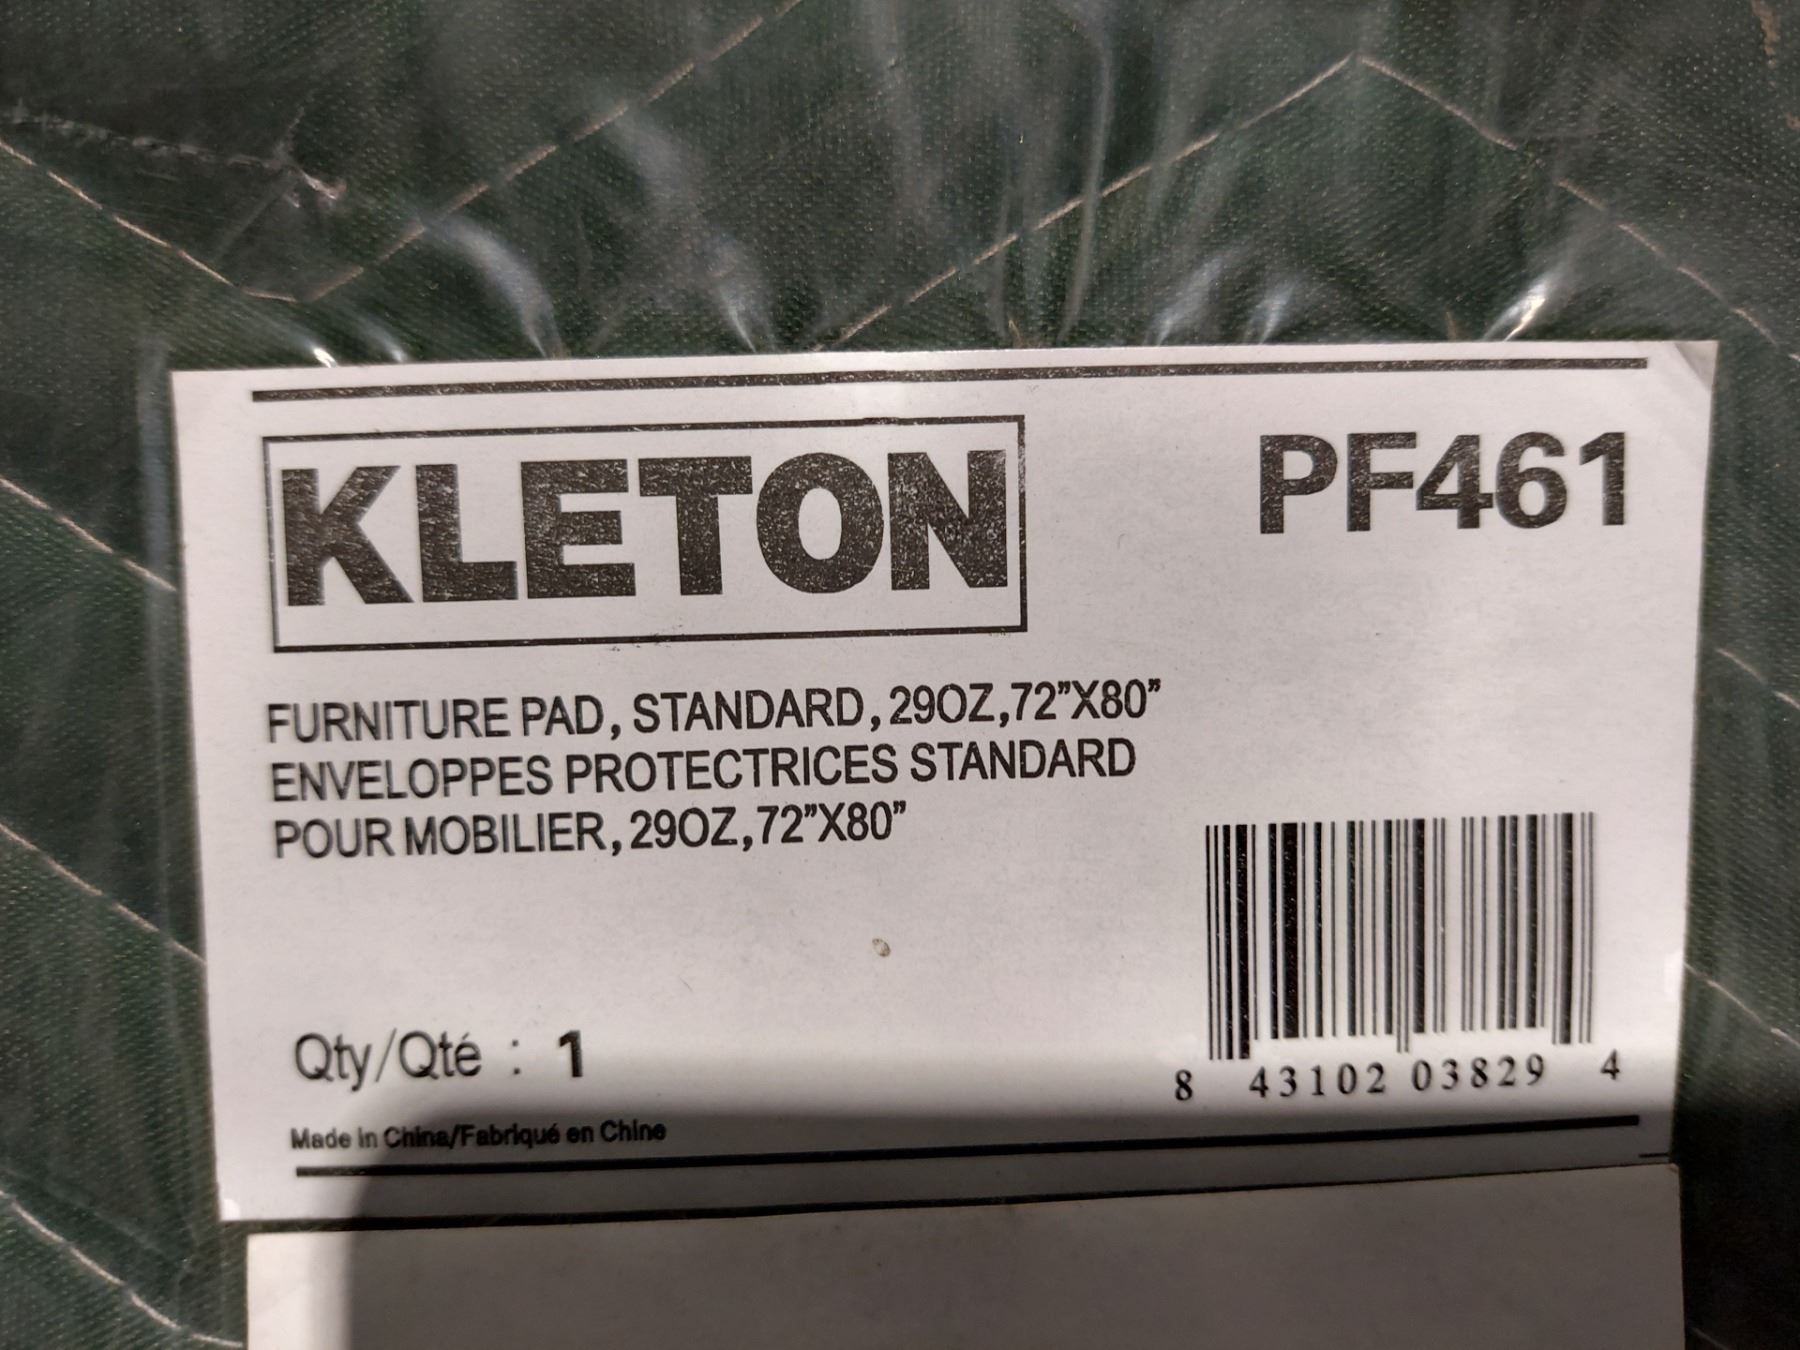 KLETON
PF461
FURNITURE PAD, STANDARD, 29OZ,72"X80"
ENVELOPPES PROTECTRICES STANDARD
POUR MOBILIER, 29OZ,72"X80"
Qty/Qté : 1
8 43102 03829 4
Made in China/Fabriqué en Chine